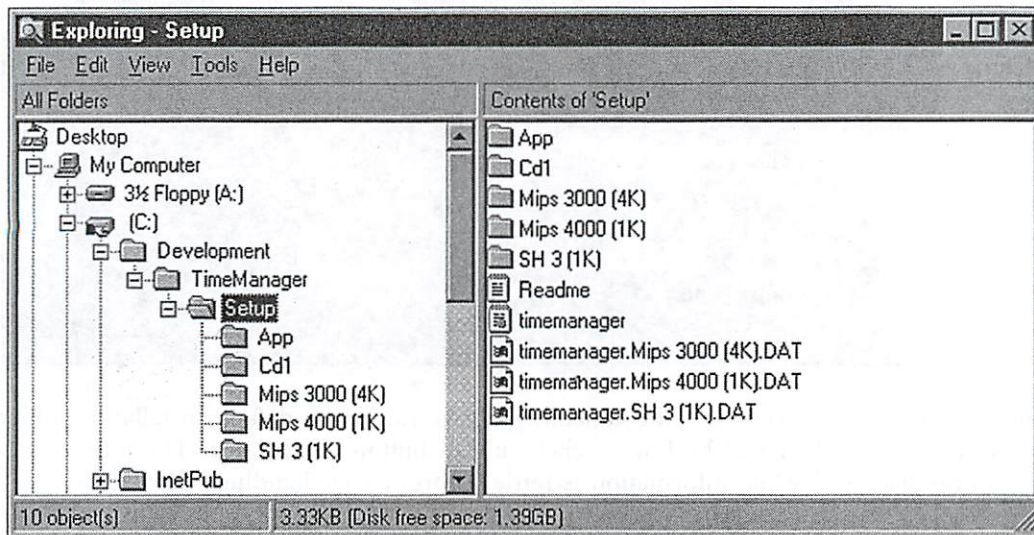 Exploring - Setup
File Edit View Tools Help
All Folders
Contents of 'Setup'
Desktop
My Computer
3½ Floppy (A:)
(C:)
Development
TimeManager
Setup
App
Cd1
Mips 3000 (4K)
Mips 4000 (1K)
SH 3 (1K)
InetPub
App
Cd1
Mips 3000 (4K)
Mips 4000 (1K)
SH 3 (1K)
Readme
timemanager
timemanager.Mips 3000 (4K).DAT
timemanager.Mips 4000 (1K).DAT
timemanager.SH 3 (1K).DAT
10 object(s)
3.33KB (Disk free space: 1.39GB)